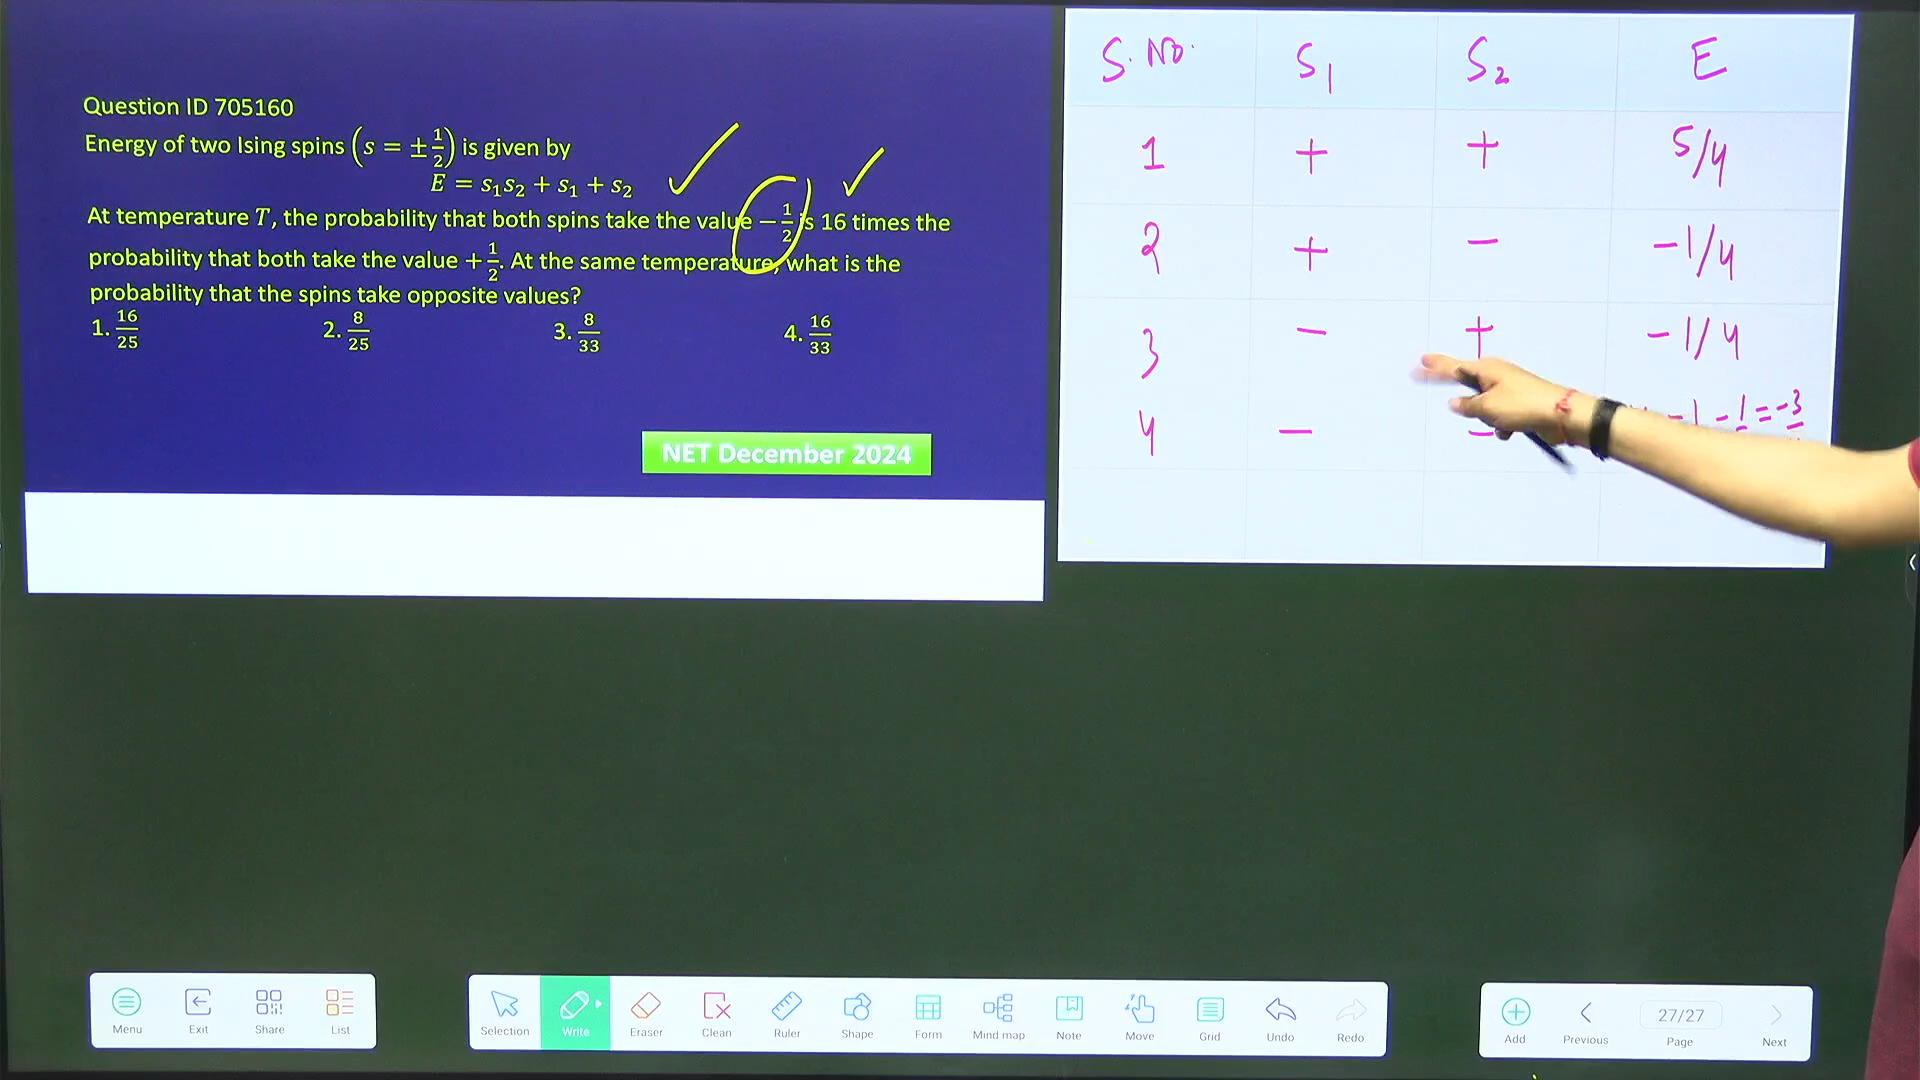 Question ID 705160
Energy of two Ising spins (s = ±1/2) is given by
E = s₁s₂ + s₁ + s₂
At temperature T, the probability that both spins take the value −1/2 is 16 times the
probability that both take the value +1/2. At the same temperature, what is the
probability that the spins take opposite values?
1. 16/25 2. 8/25 3. 8/33 4. 16/33
NET December 2024
S. No. S₁ S₂ E
1 + + 5/4
2 + − −1/4
3 − + −1/4
4 − − −1 −1 = −3
Menu Exit Share List
Selection Write Eraser Clean Ruler Shape Form Mind map Note Move Grid Undo Redo
Add Previous 27/27 Page Next